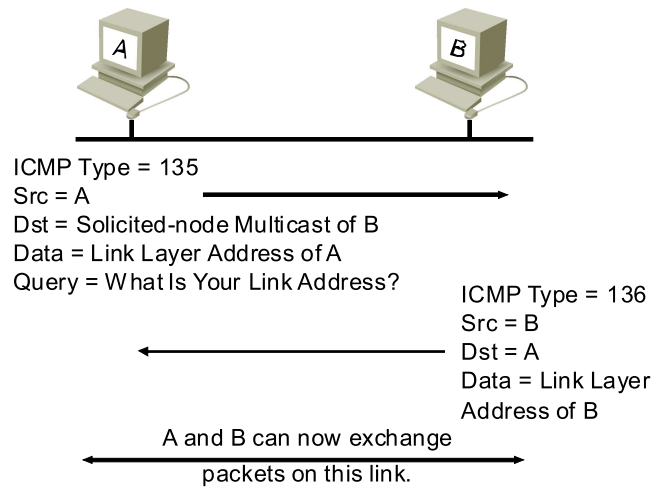 A
B
ICMP Type = 135
Src = A
Dst = Solicited-node Multicast of B
Data = Link Layer Address of A
Query = What Is Your Link Address?
ICMP Type = 136
Src = B
Dst = A
Data = Link Layer
Address of B
A and B can now exchange
packets on this link.